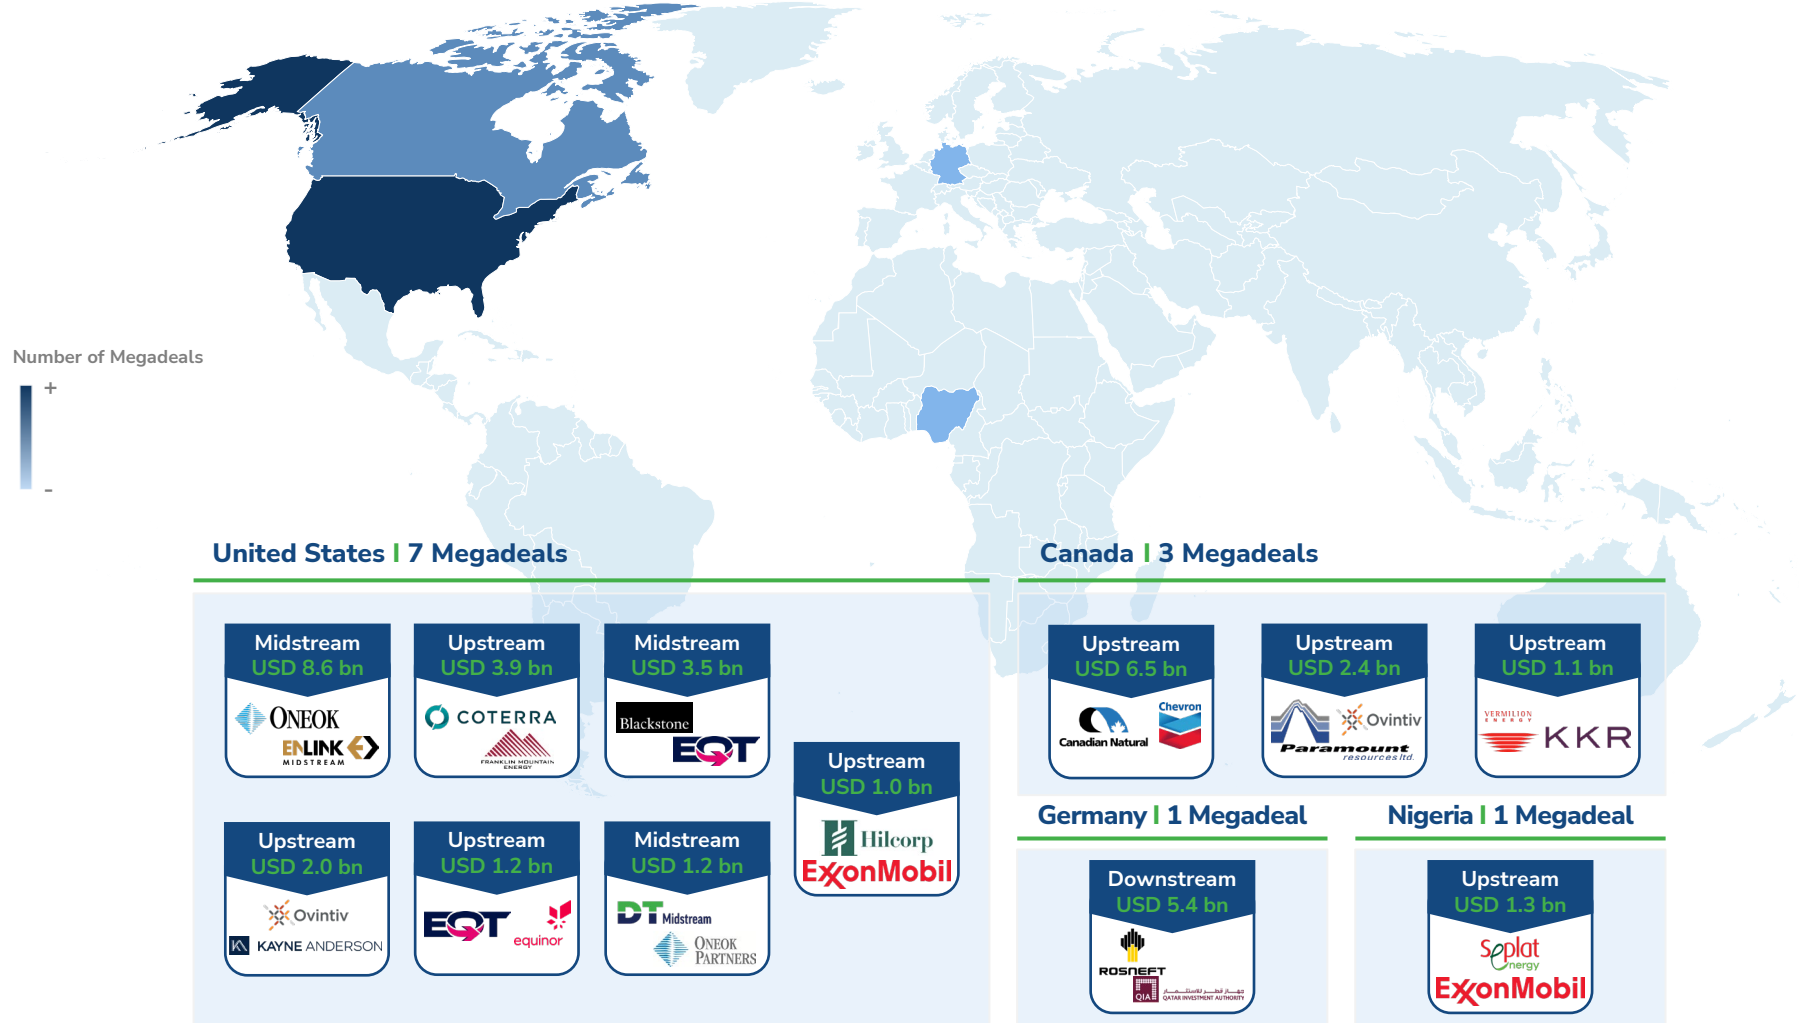 Number of Megadeals
+
-
United States | 7 Megadeals
Midstream
USD 8.6 bn
ONEOK
ENLINK
MIDSTREAM
Upstream
USD 3.9 bn
COTERRA
FRANKLIN MOUNTAIN
ENERGY
Midstream
USD 3.5 bn
Blackstone
EQT
Upstream
USD 1.0 bn
Hilcorp
ExxonMobil
Upstream
USD 2.0 bn
Ovintiv
KAYNE ANDERSON
Upstream
USD 1.2 bn
EQT
equinor
Midstream
USD 1.2 bn
DT Midstream
ONEOK
PARTNERS
Canada | 3 Megadeals
Upstream
USD 6.5 bn
Canadian Natural
Chevron
Upstream
USD 2.4 bn
Ovintiv
Paramount
resources ltd.
Upstream
USD 1.1 bn
VERMILION
ENERGY
KKR
Germany | 1 Megadeal
Downstream
USD 5.4 bn
ROSNEFT
QIA
جهاز قطر للاستثمار
QATAR INVESTMENT AUTHORITY
Nigeria | 1 Megadeal
Upstream
USD 1.3 bn
Seplat
energy
ExxonMobil